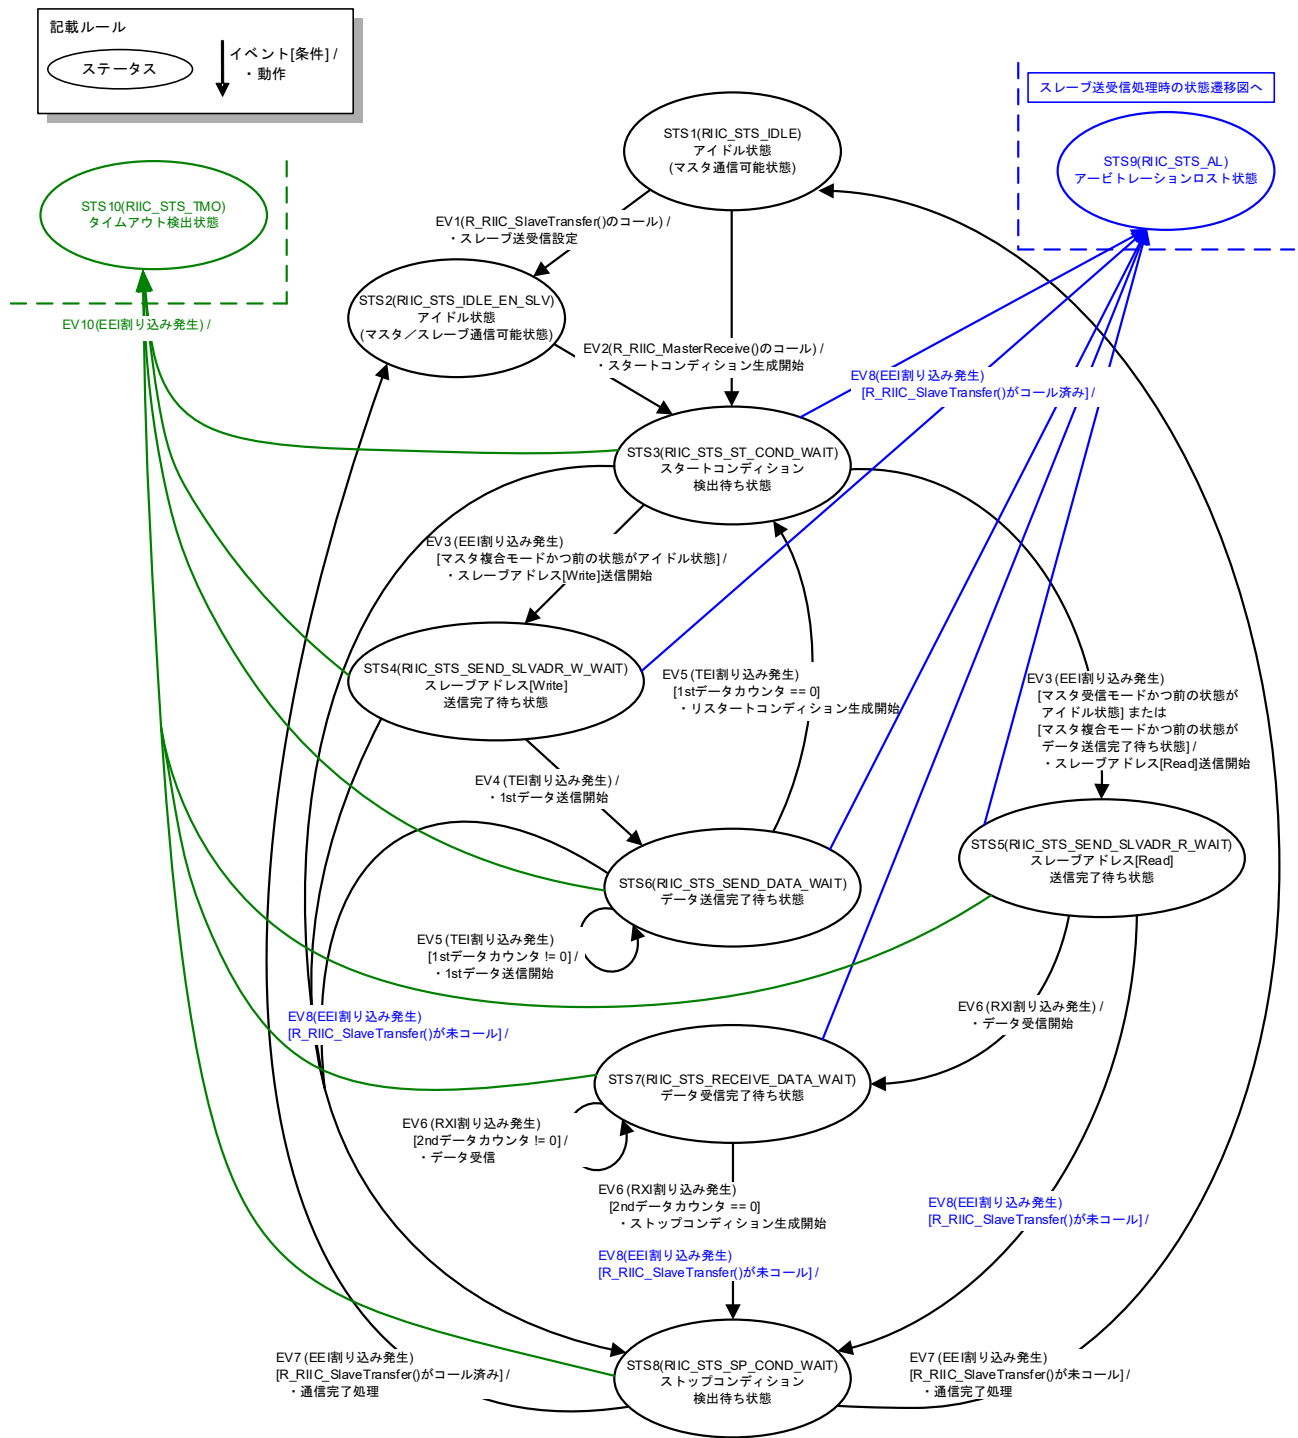 記載ルール
ステータス
イベント[条件] /
・動作
スレーブ送受信処理時の状態遷移図へ
STS1(RIIC_STS_IDLE)
アイドル状態
(マスタ通信可能状態)
STS9(RIIC_STS_AL)
アービトレーションロスト状態
STS10(RIIC_STS_TMO)
タイムアウト検出状態
EV1(R_RIIC_SlaveTransfer()のコール) /
・スレーブ送受信設定
STS2(RIIC_STS_IDLE_EN_SLV)
アイドル状態
(マスタ／スレーブ通信可能状態)
EV10(EEI割り込み発生) /
EV2(R_RIIC_MasterReceive()のコール) /
・スタートコンディション生成開始
EV8(EEI割り込み発生)
[R_RIIC_SlaveTransfer()がコール済み] /
STS3(RIIC_STS_ST_COND_WAIT)
スタートコンディション
検出待ち状態
EV3 (EEI割り込み発生)
[マスタ複合モードかつ前の状態がアイドル状態] /
・スレーブアドレス[Write]送信開始
STS4(RIIC_STS_SEND_SLVADR_W_WAIT)
スレーブアドレス[Write]
送信完了待ち状態
EV5 (TEI割り込み発生)
[1stデータカウンタ == 0]
・リスタートコンディション生成開始
EV3 (EEI割り込み発生)
[マスタ受信モードかつ前の状態が
アイドル状態] または
[マスタ複合モードかつ前の状態が
データ送信完了待ち状態] /
・スレーブアドレス[Read]送信開始
EV4 (TEI割り込み発生) /
・1stデータ送信開始
STS5(RIIC_STS_SEND_SLVADR_R_WAIT)
スレーブアドレス[Read]
送信完了待ち状態
STS6(RIIC_STS_SEND_DATA_WAIT)
データ送信完了待ち状態
EV5 (TEI割り込み発生)
[1stデータカウンタ != 0] /
・1stデータ送信開始
EV8(EEI割り込み発生)
[R_RIIC_SlaveTransfer()が未コール] /
EV6 (RXI割り込み発生) /
・データ受信開始
STS7(RIIC_STS_RECEIVE_DATA_WAIT)
データ受信完了待ち状態
EV6 (RXI割り込み発生)
[2ndデータカウンタ != 0] /
・データ受信
EV6 (RXI割り込み発生)
[2ndデータカウンタ == 0]
・ストップコンディション生成開始
EV8(EEI割り込み発生)
[R_RIIC_SlaveTransfer()が未コール] /
EV8(EEI割り込み発生)
[R_RIIC_SlaveTransfer()が未コール] /
STS8(RIIC_STS_SP_COND_WAIT)
ストップコンディション
検出待ち状態
EV7 (EEI割り込み発生)
[R_RIIC_SlaveTransfer()がコール済み] /
・通信完了処理
EV7 (EEI割り込み発生)
[R_RIIC_SlaveTransfer()が未コール] /
・通信完了処理